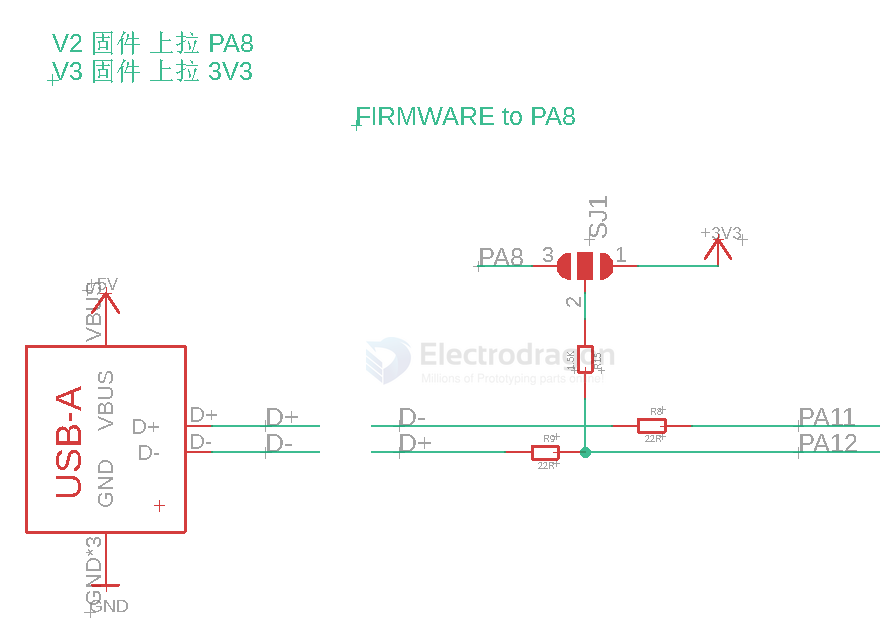 V2 固件 上拉 PA8
V3 固件 上拉 3V3
FIRMWARE to PA8
SJ1
+3V3
PA8
3
1
2
+5V
VBUS
1.5K
R15
Electrodragon
Millions of Prototyping parts on net
USB-A
VBUS
GND
D+
D-
D+
D-
D+
D-
D-
D+
R8
22R
R9
22R
PA11
PA12
GND*3
GND